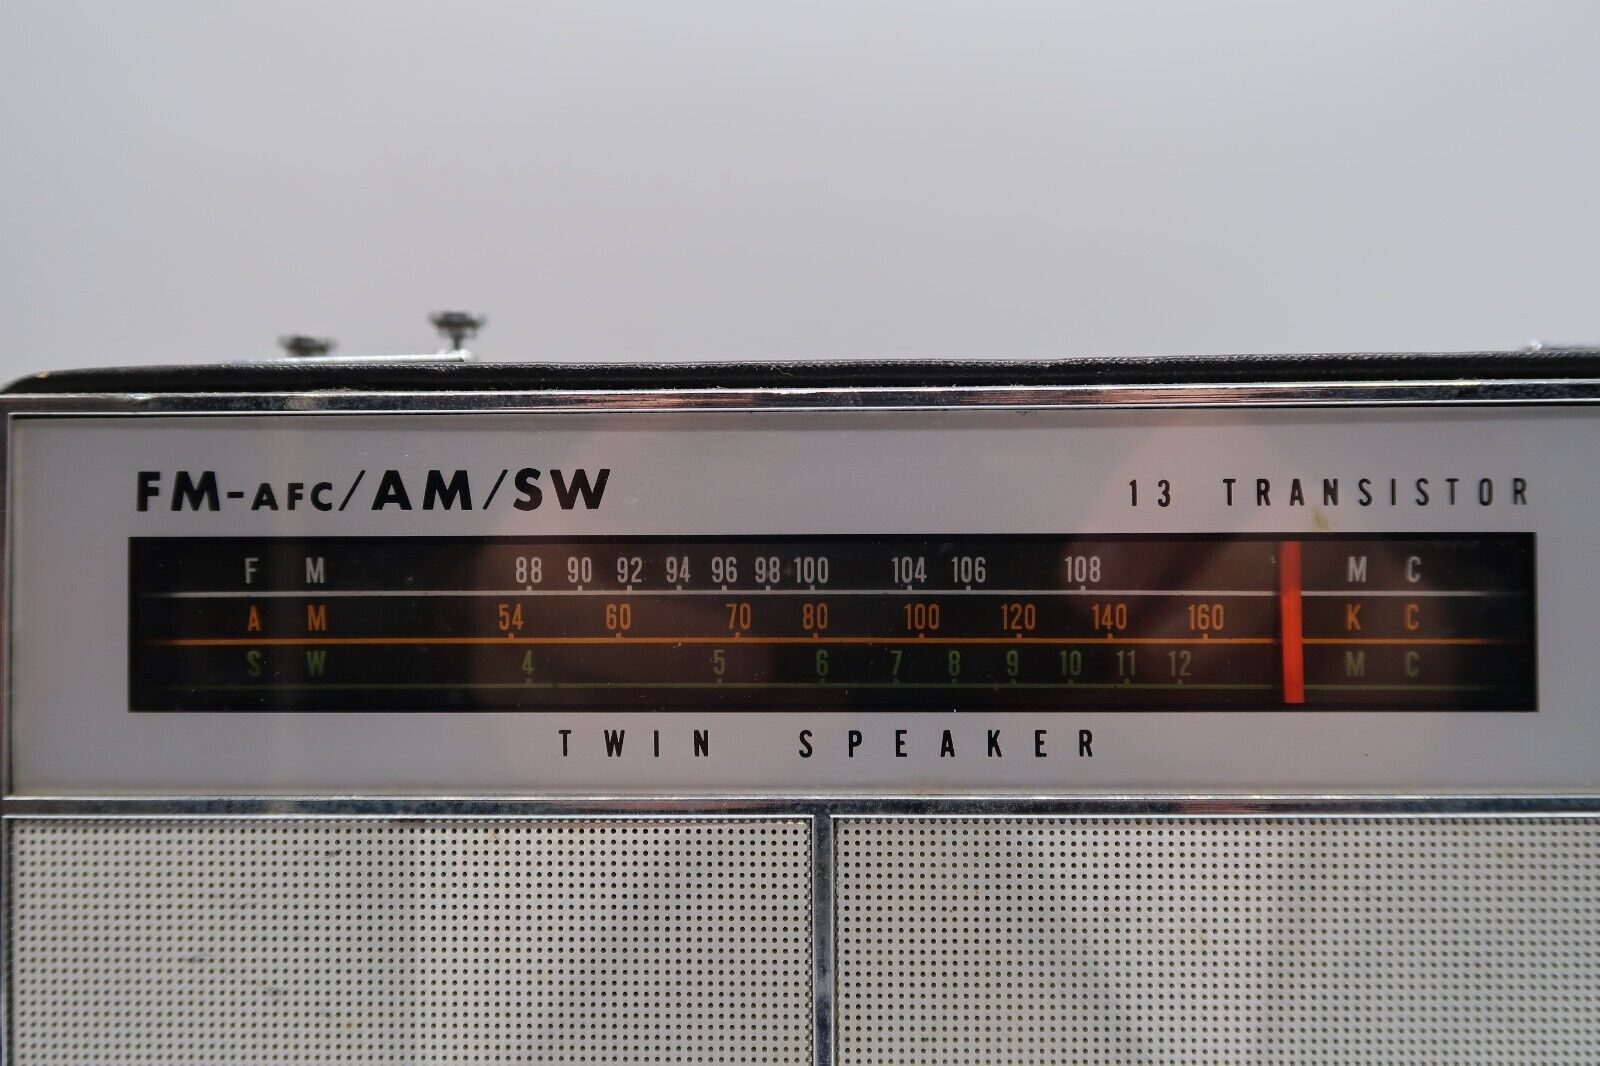 FM-AFC/AM/SW
13 TRANSISTOR
F M 88 90 92 94 96 98 100 104 106 108 M C
A M 54 60 70 80 100 120 140 160 K C
S W 4 5 6 7 8 9 10 11 12 M C
TWIN SPEAKER